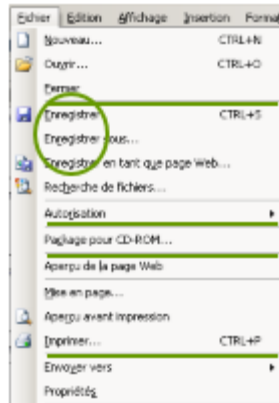 Fichier Edition Affichage Insertion Format
Nouveau... CTRL+N
Ouvrir... CTRL+O
Fermer
Enregistrer CTRL+S
Enregistrer sous...
Enregistrer en tant que page Web...
Recherche de fichiers...
Autorisation
Package pour CD-ROM...
Aperçu de la page Web
Mise en page...
Aperçu avant impression
Imprimer... CTRL+P
Envoyer vers
Propriétés